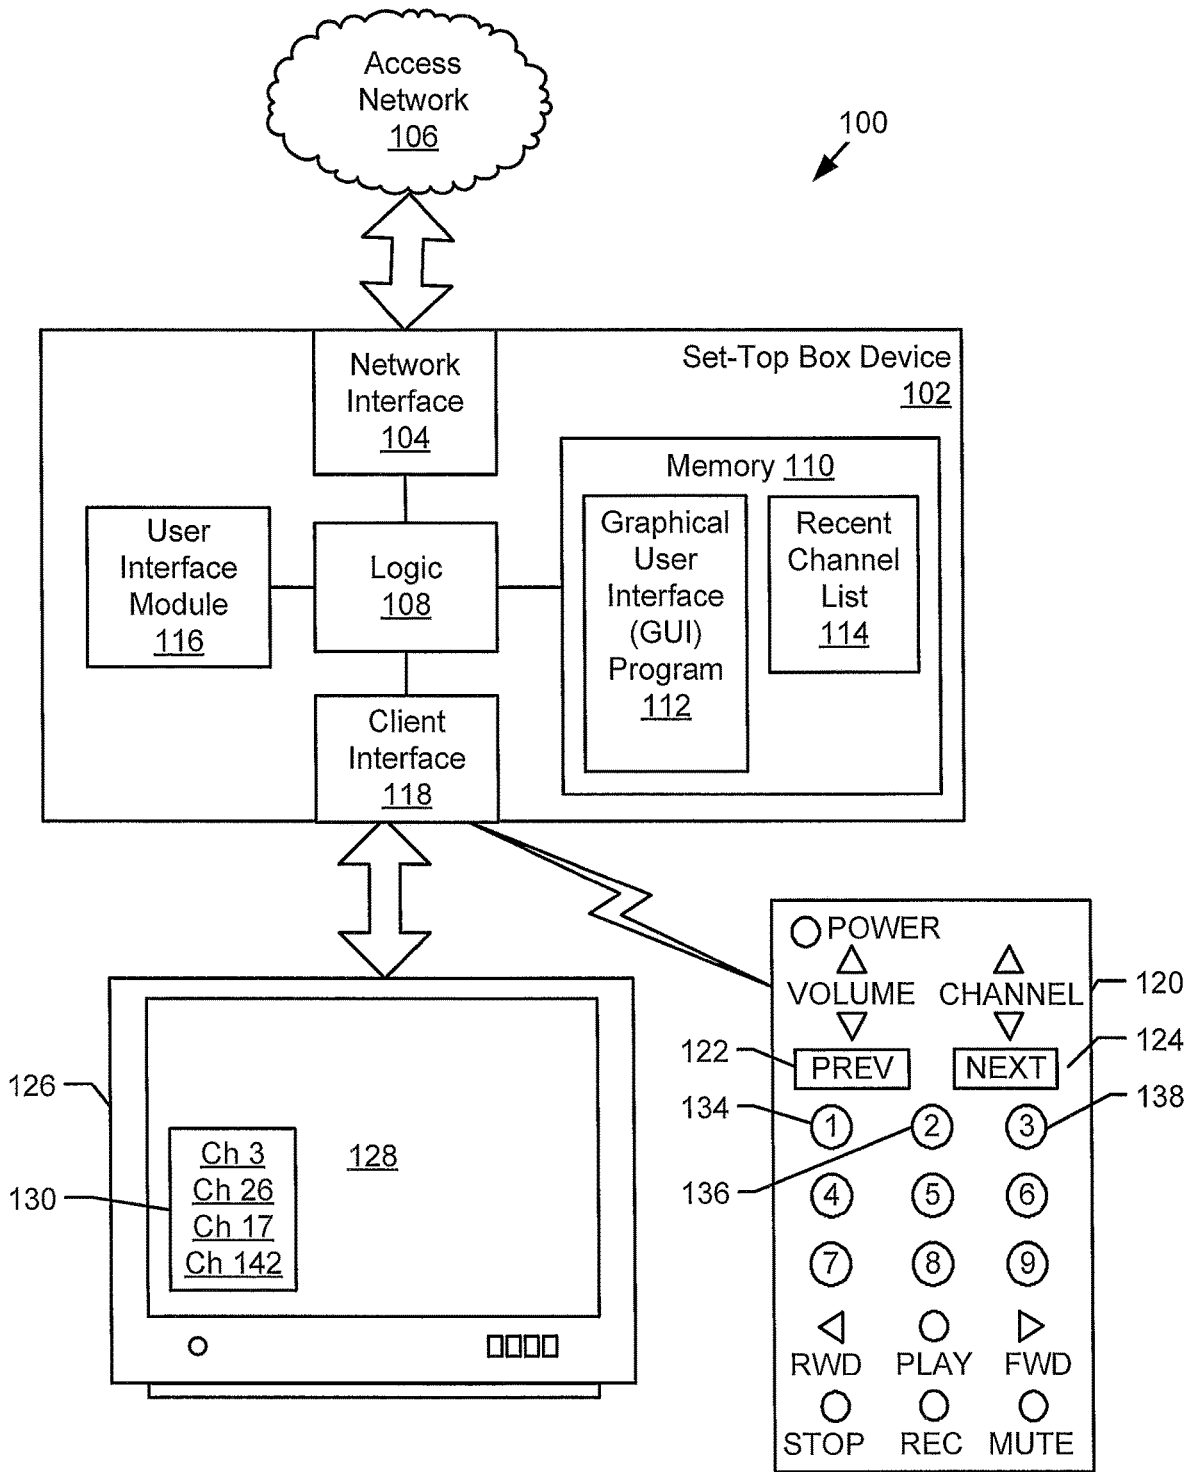 Access
Network
106
100
Set-Top Box Device
102
Network
Interface
104
Memory 110
User
Interface
Module
116
Logic
108
Graphical
User
Interface
(GUI)
Program
112
Recent
Channel
List
114
Client
Interface
118
POWER
VOLUME CHANNEL
120
122
PREV NEXT
124
126
134
1 2 3
138
128
Ch 3
Ch 26
Ch 17
Ch 142
130
136
4 5 6
7 8 9
RWD PLAY FWD
STOP REC MUTE